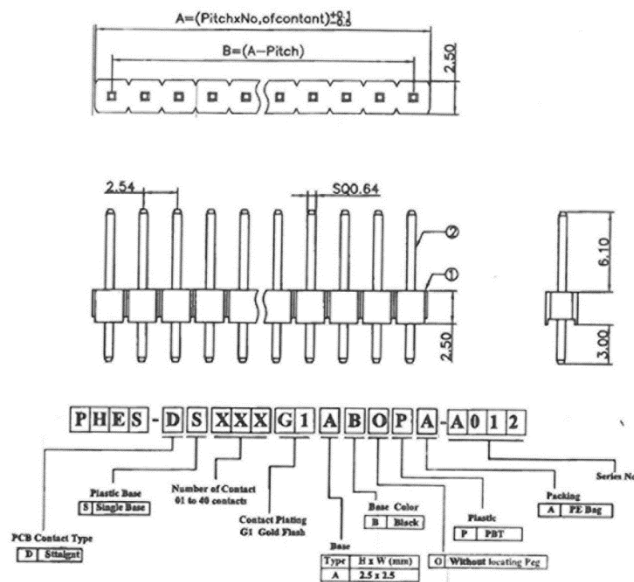 A=(PitchxNo,ofcontant)+0.1 -0.5
B=(A-Pitch)
2.50
2.54
SQ0.64
②
①
6.10
2.50
3.00
PHES-DSXXXG1ABOPA-A012
Series No
Plastic Base
S Single Base
Number of Contact
01 to 40 contacts
Contact Plating
G1 Gold Flash
Base Color
B Black
Plastic
P PBT
Packing
A PE Bag
PCB Contact Type
D Sttaignt
Base
Type H x W (mm)
A 2.5 x 2.5
O Without locating Peg